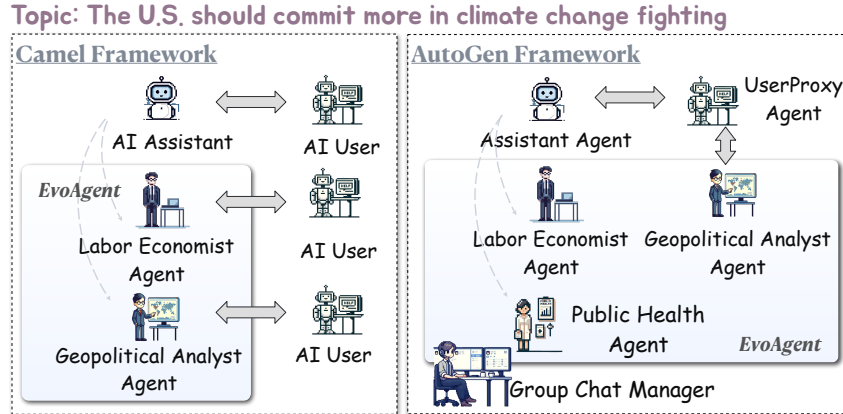 Topic: The U.S. should commit more in climate change fighting
Camel Framework
AI Assistant
AI User
EvoAgent
Labor Economist
Agent
AI User
Geopolitical Analyst
Agent
AI User
AutoGen Framework
Assistant Agent
UserProxy
Agent
Labor Economist
Agent
Geopolitical Analyst
Agent
Public Health
Agent
EvoAgent
Group Chat Manager